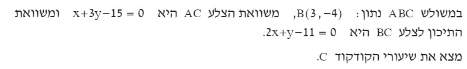 במשולש ABC נתון: B(3,−4), משוואת הצלע AC היא x+3y−15=0 ומשוואת
התיכון לצלע BC היא 2x+y−11=0.
מצא את שיעורי הקודקוד C.